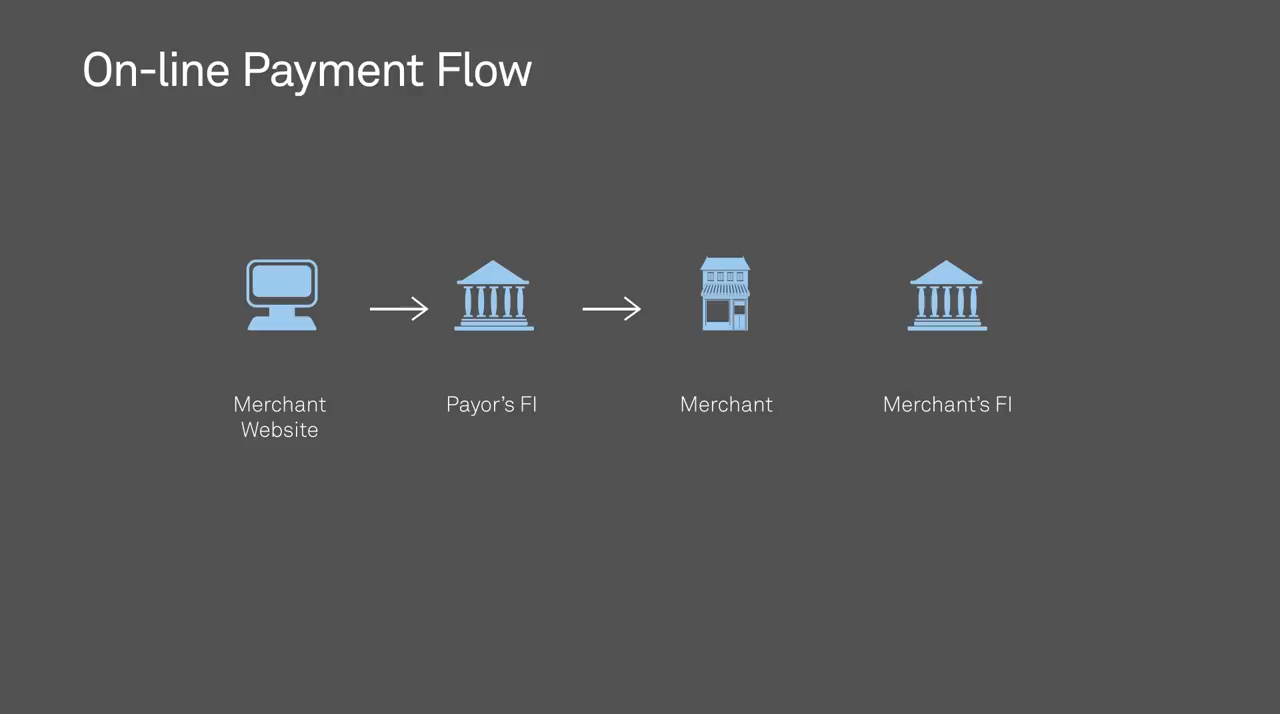 On-line Payment Flow
Merchant
Website
Payor’s FI
Merchant
Merchant’s FI